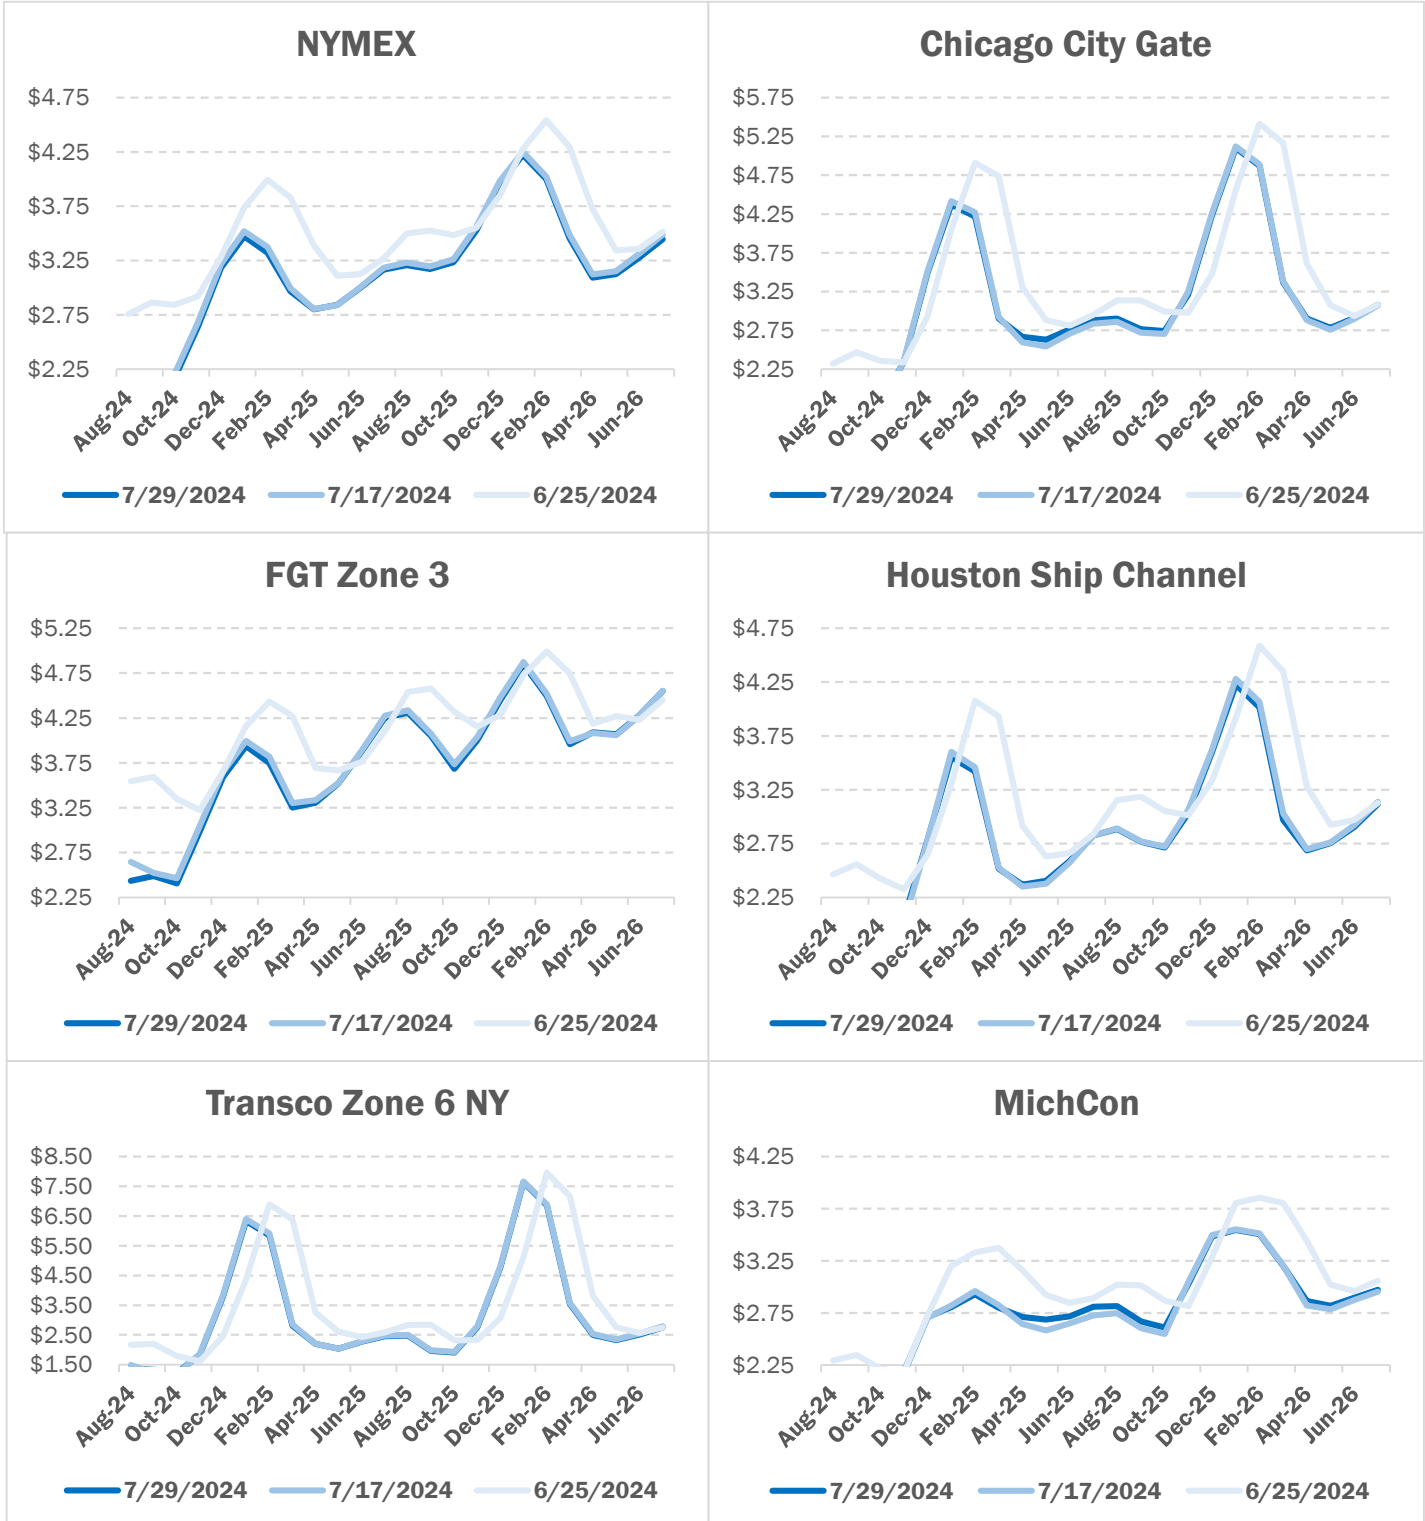 NYMEX
$4.75
$4.25
$3.75
$3.25
$2.75
$2.25
Aug-24 Oct-24 Dec-24 Feb-25 Apr-25 Jun-25 Aug-25 Oct-25 Dec-25 Feb-26 Apr-26 Jun-26
7/29/2024 7/17/2024 6/25/2024
Chicago City Gate
$5.75
$5.25
$4.75
$4.25
$3.75
$3.25
$2.75
$2.25
Aug-24 Oct-24 Dec-24 Feb-25 Apr-25 Jun-25 Aug-25 Oct-25 Dec-25 Feb-26 Apr-26 Jun-26
7/29/2024 7/17/2024 6/25/2024
FGT Zone 3
$5.25
$4.75
$4.25
$3.75
$3.25
$2.75
$2.25
Aug-24 Oct-24 Dec-24 Feb-25 Apr-25 Jun-25 Aug-25 Oct-25 Dec-25 Feb-26 Apr-26 Jun-26
7/29/2024 7/17/2024 6/25/2024
Houston Ship Channel
$4.75
$4.25
$3.75
$3.25
$2.75
$2.25
Aug-24 Oct-24 Dec-24 Feb-25 Apr-25 Jun-25 Aug-25 Oct-25 Dec-25 Feb-26 Apr-26 Jun-26
7/29/2024 7/17/2024 6/25/2024
Transco Zone 6 NY
$8.50
$7.50
$6.50
$5.50
$4.50
$3.50
$2.50
$1.50
Aug-24 Oct-24 Dec-24 Feb-25 Apr-25 Jun-25 Aug-25 Oct-25 Dec-25 Feb-26 Apr-26 Jun-26
7/29/2024 7/17/2024 6/25/2024
MichCon
$4.25
$3.75
$3.25
$2.75
$2.25
Aug-24 Oct-24 Dec-24 Feb-25 Apr-25 Jun-25 Aug-25 Oct-25 Dec-25 Feb-26 Apr-26 Jun-26
7/29/2024 7/17/2024 6/25/2024